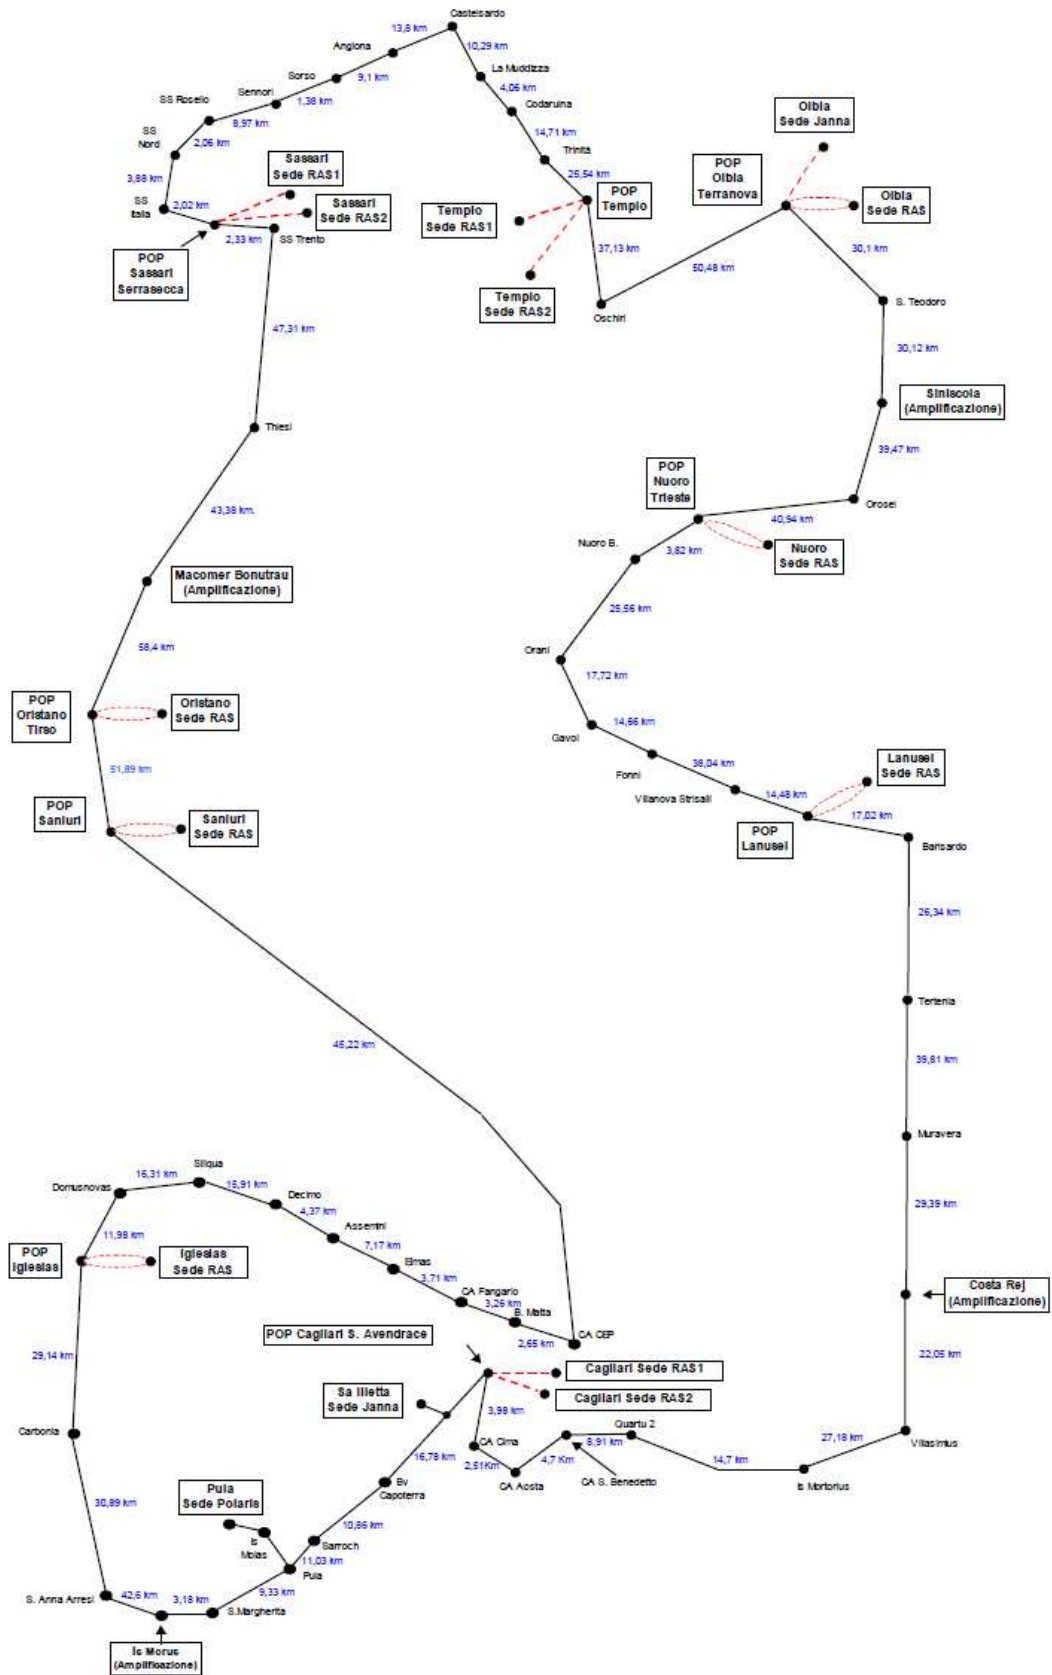 Castelsardo
13,8 km
10,29 km
Anglona
La Muddizza
9,1 km
4,05 km
Sorso
Codaruina
1,38 km
Sennori
14,71 km
SS Rosello
8,97 km
Trinità
25,54 km
SS
Nord
2,06 km
3,88 km
SS
Italia
2,02 km
Sassari
Sede RAS1
Sassari
Sede RAS2
2,33 km
SS Trento
POP
Sassari
Serrasecca
POP
Tempio
Tempio
Sede RAS1
Tempio
Sede RAS2
37,13 km
Oschiri
50,48 km
Olbia
Sede Janna
POP
Olbia
Terranova
Olbia
Sede RAS
30,1 km
S. Teodoro
30,12 km
Siniscola
(Amplificazione)
39,47 km
Orosei
40,94 km
POP
Nuoro
Trieste
Nuoro
Sede RAS
3,82 km
Nuoro B.
25,56 km
Orani
17,72 km
Gavoi
14,66 km
Fonni
38,04 km
Villanova Strisaili
14,48 km
Lanusei
Sede RAS
POP
Lanusei
17,02 km
Barisardo
26,34 km
Tertenia
39,81 km
Muravera
29,39 km
Costa Rej
(Amplificazione)
22,05 km
Villasimius
27,18 km
Is Mortorius
14,7 km
Quartu 2
8,91 km
CA S. Benedetto
4,7 Km
CA Aosta
2,51Km
CA Cima
3,98 km
47,31 km
Thiesi
43,38 km.
Macomer Bonutrau
(Amplificazione)
58,4 km
POP
Oristano
Tirso
Oristano
Sede RAS
51,89 km
POP
Sanluri
Sanluri
Sede RAS
45,22 km
CA CEP
2,65 km
B. Matta
3,26 km
CA Fangario
3,71 km
Elmas
7,17 km
Assemini
4,37 km
Decimo
15,91 km
Siliqua
16,31 km
Domusnovas
11,98 km
POP
Iglesias
Iglesias
Sede RAS
29,14 km
Carbonia
30,89 km
S. Anna Arresi
42,6 km
Is Morus
(Amplificazione)
3,18 km
S.Margherita
9,33 km
Pula
Is
Molas
Pula
Sede Polaris
11,03 km
Sarroch
10,86 km
Bv
Capoterra
16,78 km
Sa Illetta
Sede Janna
POP Cagliari S. Avendrace
Cagliari Sede RAS1
Cagliari Sede RAS2